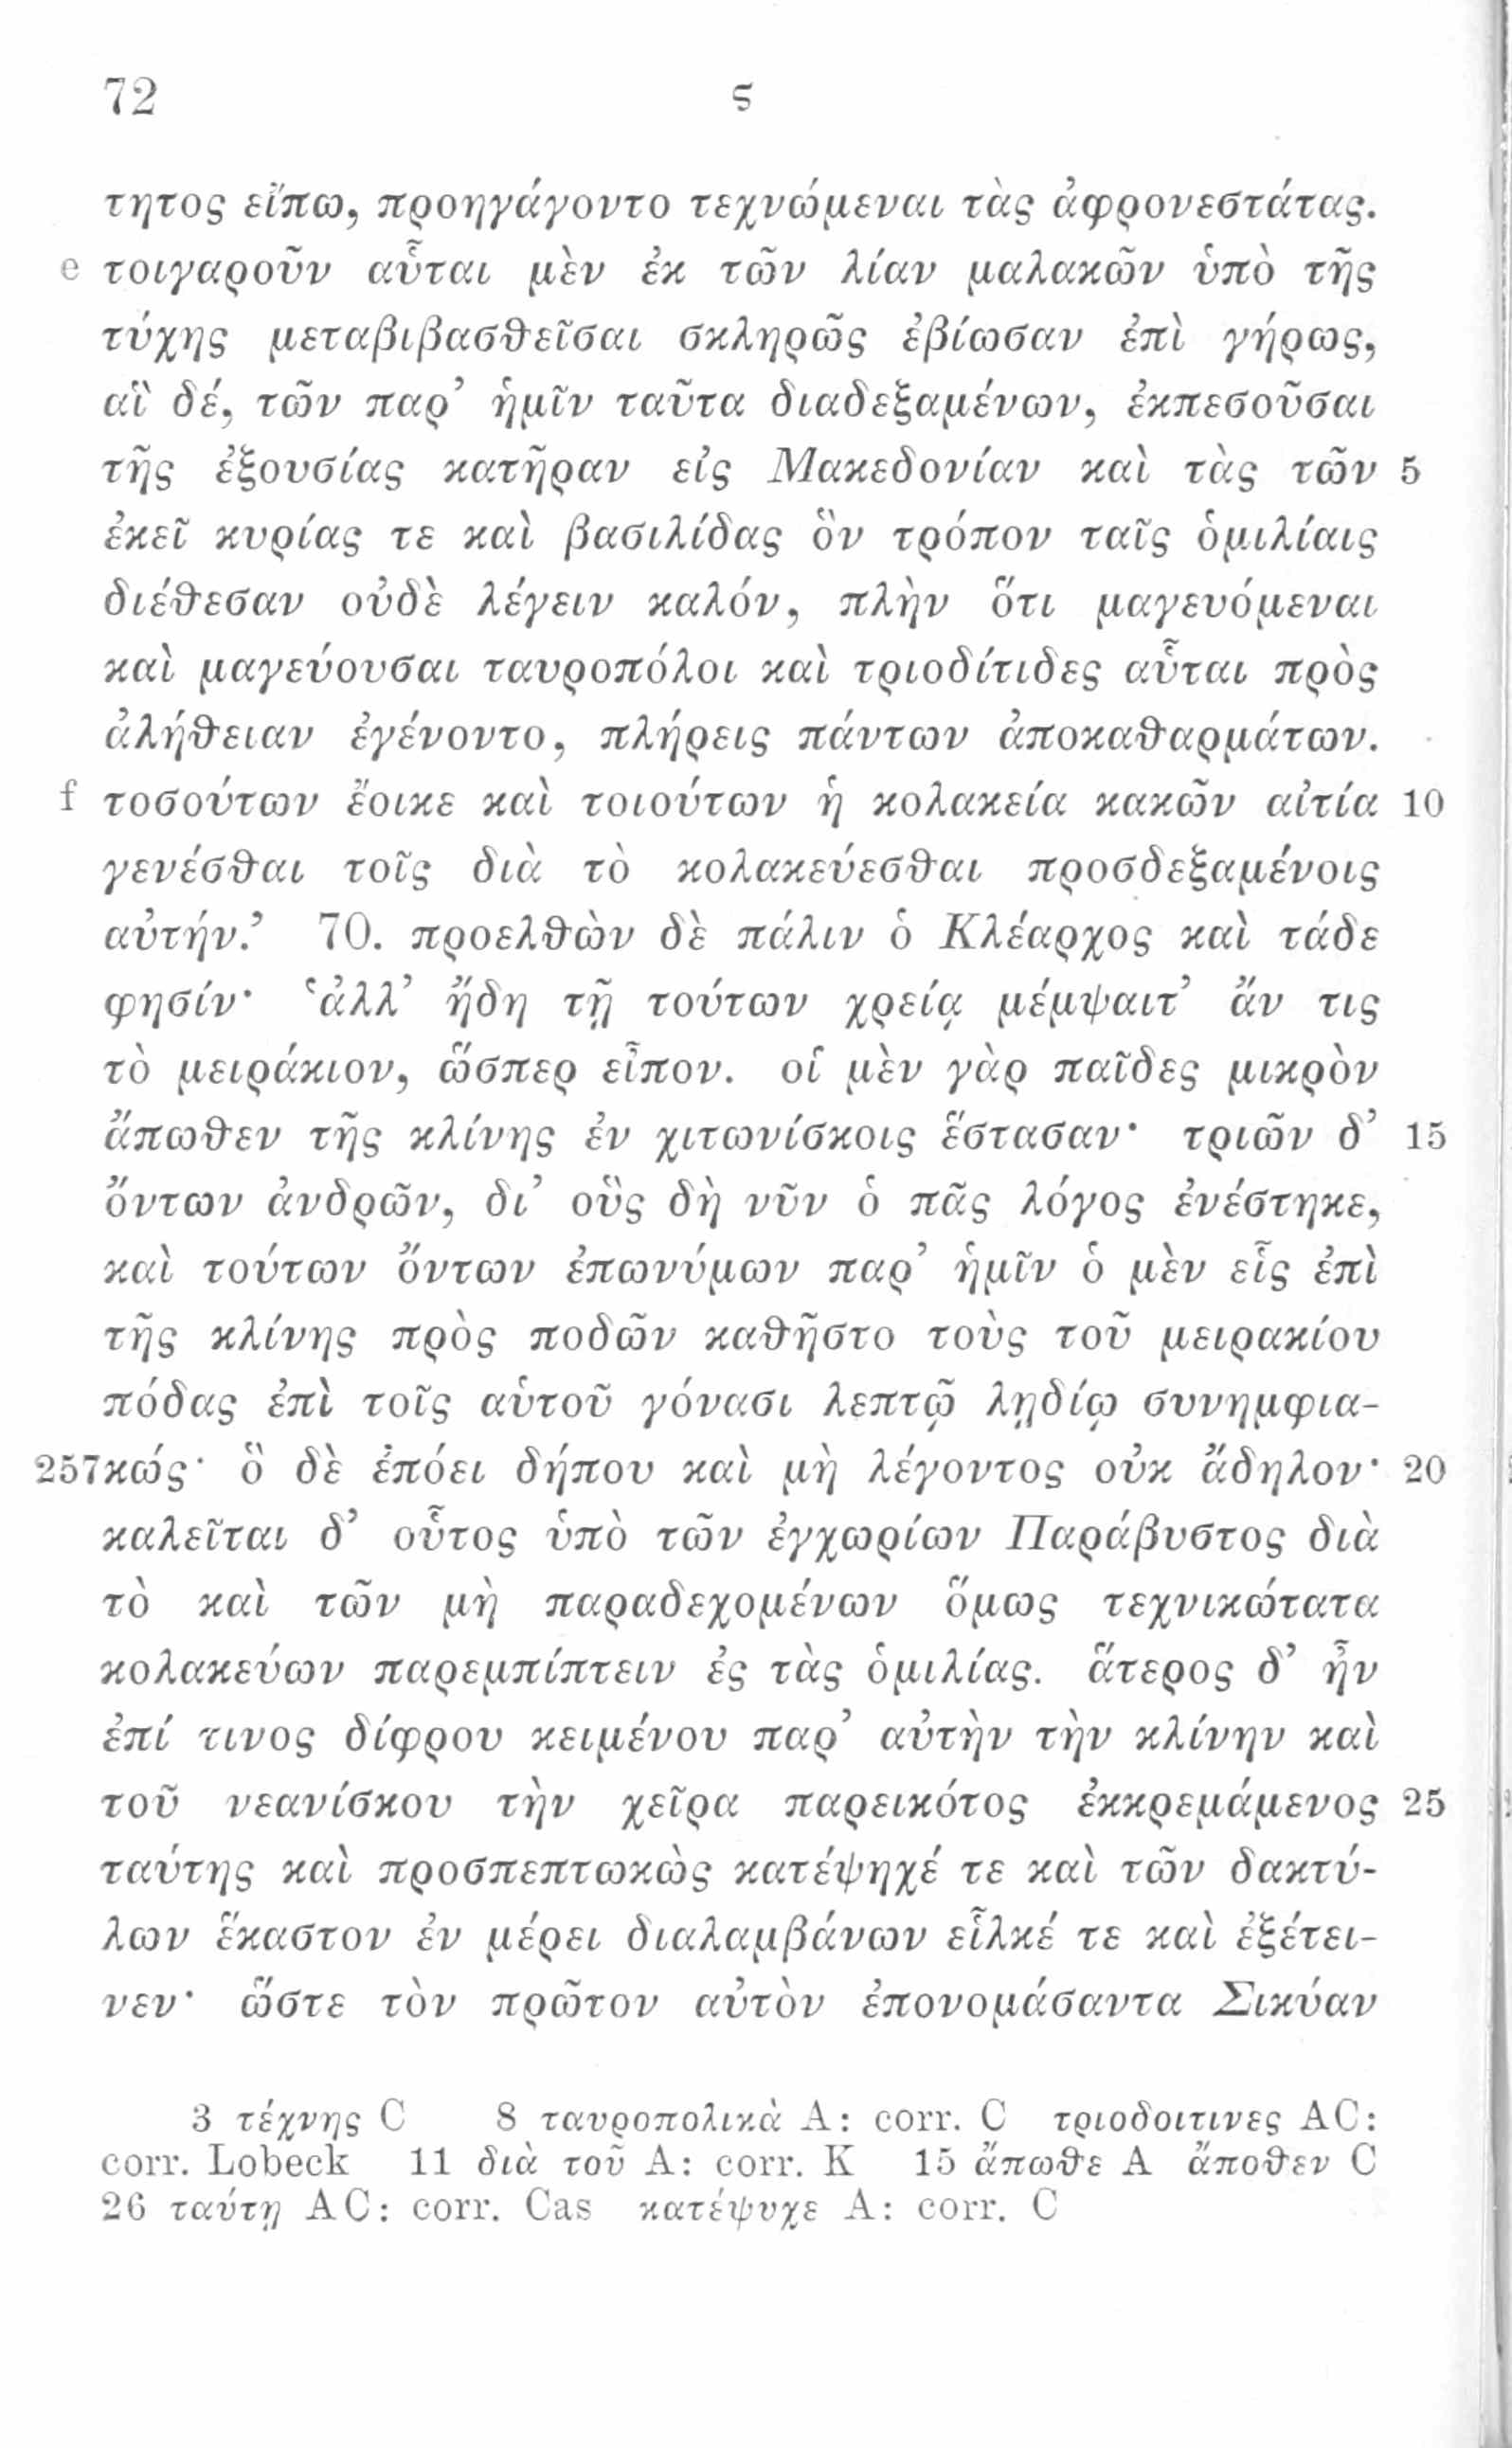 72
ς
τητος εἴπω, προηγάγοντο τεχνώμεναι τὰς ἀφρονεστάτας.
e τοιγαροῦν αὗται μὲν ἐκ τῶν λίαν μαλακῶν ὑπὸ τῆς
τύχης μεταβιβασθεῖσαι σκληρῶς ἐβίωσαν ἐπὶ γήρως,
αἳ δέ, τῶν παρ’ ἡμῖν ταῦτα διαδεξαμένων, ἐκπεσοῦσαι
τῆς ἐξουσίας κατῆραν εἰς Μακεδονίαν καὶ τὰς τῶν 5
ἐκεῖ κυρίας τε καὶ βασιλίδας ὃν τρόπον ταῖς ὁμιλίαις
διέθεσαν οὐδὲ λέγειν καλόν, πλὴν ὅτι μαγευόμεναι
καὶ μαγεύουσαι ταυροπόλοι καὶ τριοδίτιδες αὗται πρὸς
ἀλήθειαν ἐγένοντο, πλήρεις πάντων ἀποκαθαρμάτων.
f τοσούτων ἔοικε καὶ τοιούτων ἡ κολακεία κακῶν αἰτία 10
γενέσθαι τοῖς διὰ τὸ κολακεύεσθαι προσδεξαμένοις
αὐτήν.’ 70. προελθὼν δὲ πάλιν ὁ Κλέαρχος καὶ τάδε
φησίν· ‘ἀλλ’ ἤδη τῇ τούτων χρείᾳ μέμψαιτ’ ἄν τις
τὸ μειράκιον, ὥσπερ εἶπον. οἱ μὲν γὰρ παῖδες μικρὸν
ἄπωθεν τῆς κλίνης ἐν χιτωνίσκοις ἕστασαν· τριῶν δ’ 15
ὄντων ἀνδρῶν, δι’ οὓς δὴ νῦν ὁ πᾶς λόγος ἐνέστηκε,
καὶ τούτων ὄντων ἐπωνύμων παρ’ ἡμῖν ὁ μὲν εἷς ἐπὶ
τῆς κλίνης πρὸς ποδῶν καθῆστο τοὺς τοῦ μειρακίου
πόδας ἐπὶ τοῖς αὑτοῦ γόνασι λεπτῷ λῃδίῳ συνημφια-
257 κώς· ὃ δὲ ἐπόει δήπου καὶ μὴ λέγοντος οὐκ ἄδηλον· 20
καλεῖται δ’ οὗτος ὑπὸ τῶν ἐγχωρίων Παράβυστος διὰ
τὸ καὶ τῶν μὴ παραδεχομένων ὅμως τεχνικώτατα
κολακεύων παρεμπίπτειν ἐς τὰς ὁμιλίας. ἅτερος δ’ ἦν
ἐπί τινος δίφρου κειμένου παρ’ αὐτὴν τὴν κλίνην καὶ
τοῦ νεανίσκου τὴν χεῖρα παρεικότος ἐκκρεμάμενος 25
ταύτης καὶ προσπεπτωκὼς κατέψηχέ τε καὶ τῶν δακτύ-
λων ἕκαστον ἐν μέρει διαλαμβάνων εἷλκέ τε καὶ ἐξέτει-
νεν· ὥστε τὸν πρῶτον αὐτὸν ἐπονομάσαντα Σικύαν
3 τέχνης C 8 ταυροπολικὰ A: corr. C τριοδοιτινες AC:
corr. Lobeck 11 διὰ τοῦ A: corr. K 15 ἄπωθε A ἄποθεν C
26 ταύτῃ AC: corr. Cas κατέψυχε A: corr. C